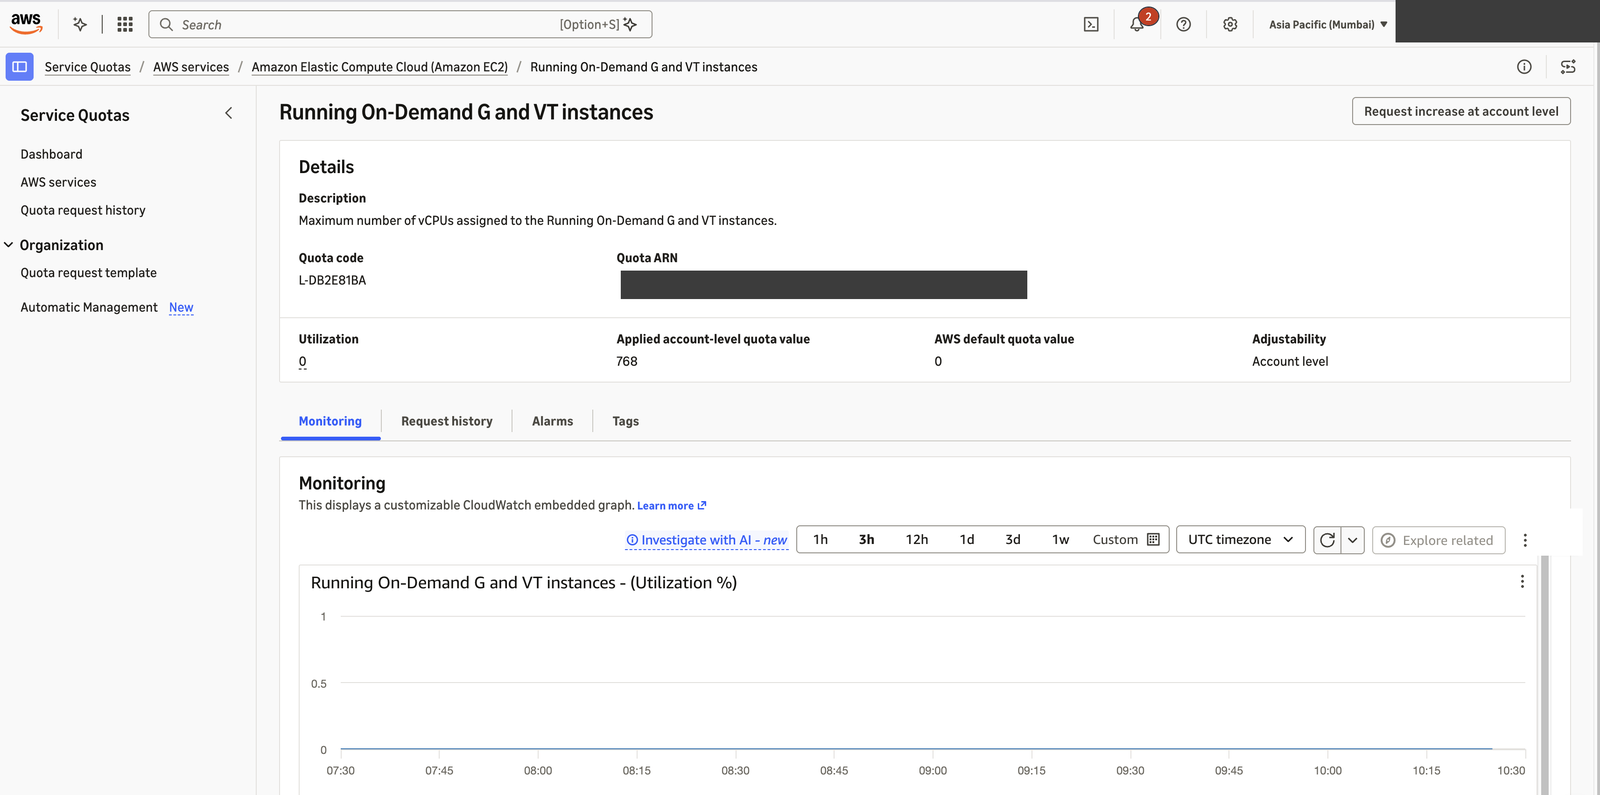 aws
Search [Option+S]
2
Asia Pacific (Mumbai)
Service Quotas / AWS services / Amazon Elastic Compute Cloud (Amazon EC2) / Running On-Demand G and VT instances
Service Quotas
Dashboard
AWS services
Quota request history
Organization
Quota request template
Automatic Management New
Running On-Demand G and VT instances
Request increase at account level
Details
Description
Maximum number of vCPUs assigned to the Running On-Demand G and VT instances.
Quota code
L-DB2E81BA
Quota ARN
Utilization
0
Applied account-level quota value
768
AWS default quota value
0
Adjustability
Account level
Monitoring
Request history
Alarms
Tags
Monitoring
This displays a customizable CloudWatch embedded graph. Learn more
Investigate with AI - new
1h 3h 12h 1d 3d 1w Custom
UTC timezone
Explore related
Running On-Demand G and VT instances - (Utilization %)
1
0.5
0
07:30 07:45 08:00 08:15 08:30 08:45 09:00 09:15 09:30 09:45 10:00 10:15 10:30